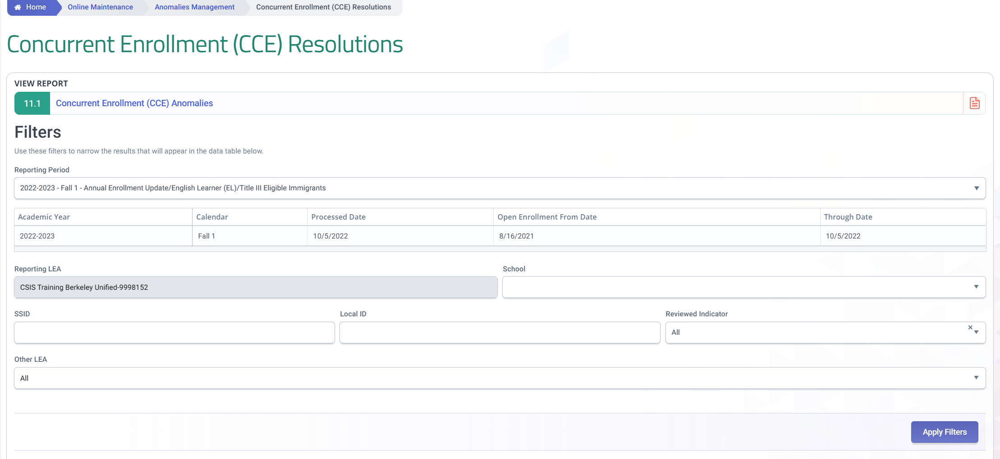 Home Online Maintenance Anomalies Management Concurrent Enrollment (CCE) Resolutions
Concurrent Enrollment (CCE) Resolutions
VIEW REPORT
11.1 Concurrent Enrollment (CCE) Anomalies
Filters
Use these filters to narrow the results that will appear in the data table below.
Reporting Period
2022-2023 - Fall 1 - Annual Enrollment Update/English Learner (EL)/Title III Eligible Immigrants
Academic Year Calendar Processed Date Open Enrollment From Date Through Date
2022-2023 Fall 1 10/5/2022 8/16/2021 10/5/2022
Reporting LEA School
CSIS Training Berkeley Unified-9998152
SSID Local ID Reviewed Indicator
All
Other LEA
All
Apply Filters